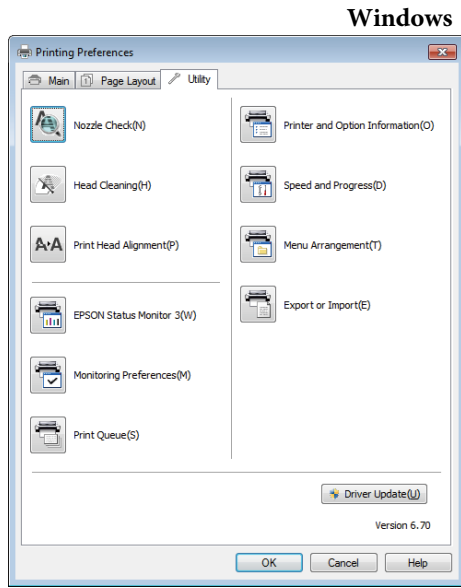 Windows
Printing Preferences
Main Page Layout Utility
Nozzle Check(N)
Head Cleaning(H)
Print Head Alignment(P)
EPSON Status Monitor 3(W)
Monitoring Preferences(M)
Print Queue(S)
Printer and Option Information(O)
Speed and Progress(D)
Menu Arrangement(T)
Export or Import(E)
Driver Update(U)
Version 6.70
OK Cancel Help